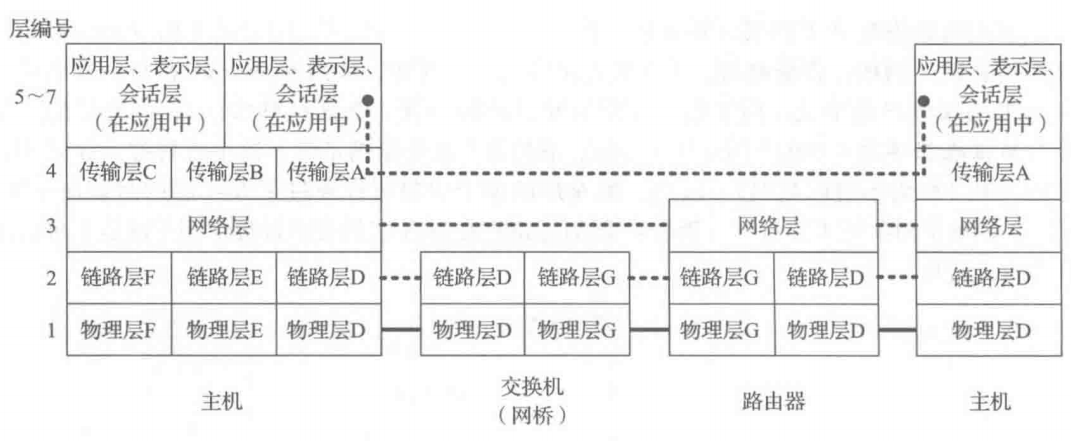 层编号
应用层、表示层、 应用层、表示层、 应用层、表示层、
5~7 会话层 会话层 会话层
（在应用中） （在应用中） （在应用中）
4 传输层C 传输层B 传输层A 传输层A
3 网络层 网络层 网络层
2 链路层F 链路层E 链路层D 链路层D 链路层G 链路层G 链路层D 链路层D
1 物理层F 物理层E 物理层D 物理层D 物理层G 物理层G 物理层D 物理层D
主机 交换机 路由器 主机
（网桥）